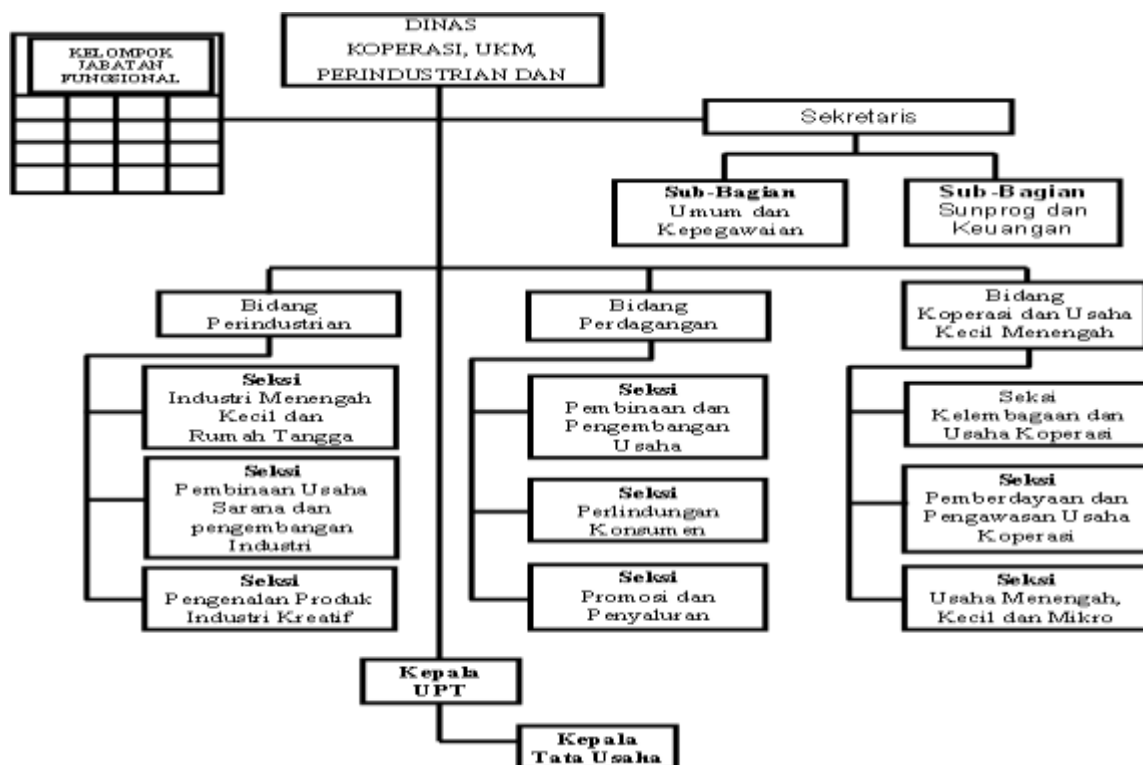 DINAS
KOPERASI, UKM,
PERINDUSTRIAN DAN
KELOMPOK
JABATAN
FUNGSIONAL
Sekretaris
Sub-Bagian
Umum dan
Kepegawaian
Sub-Bagian
Sunprog dan
Keuangan
Bidang
Perindustrian
Bidang
Perdagangan
Bidang
Koperasi dan Usaha
Kecil Menengah
Seksi
Industri Menengah
Kecil dan
Rumah Tangga
Seksi
Pembinaan Usaha
Sarana dan
pengembangan
Industri
Seksi
Pengenalan Produk
Industri Kreatif
Seksi
Pembinaan dan
Pengembangan
Usaha
Seksi
Perlindungan
Konsumen
Seksi
Promosi dan
Penyaluran
Seksi
Kelembagaan dan
Usaha Koperasi
Seksi
Pemberdayaan dan
Pengawasan Usaha
Koperasi
Seksi
Usaha Menengah,
Kecil dan Mikro
Kepala
UPT
Kepala
Tata Usaha